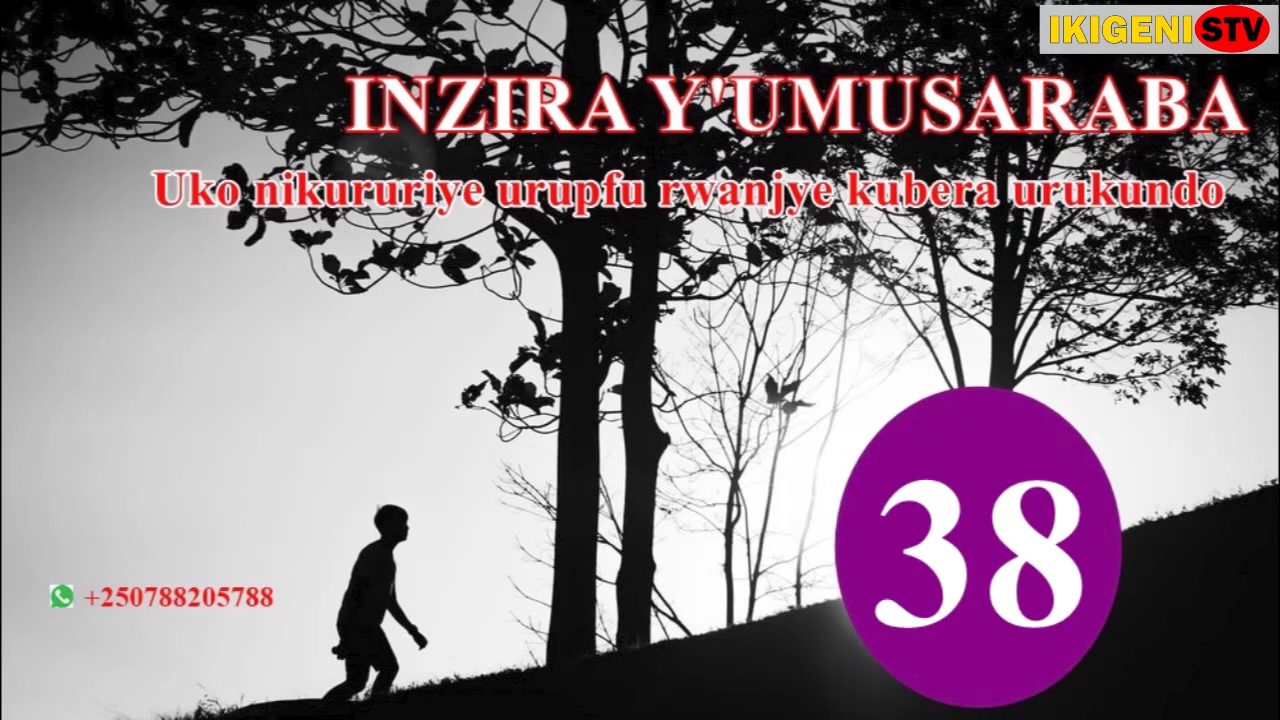 IKIGENI STV
INZIRA Y'UMUSARABA
Uko nikururiye urupfu rwanjye kubera urukundo
38
+250788205788